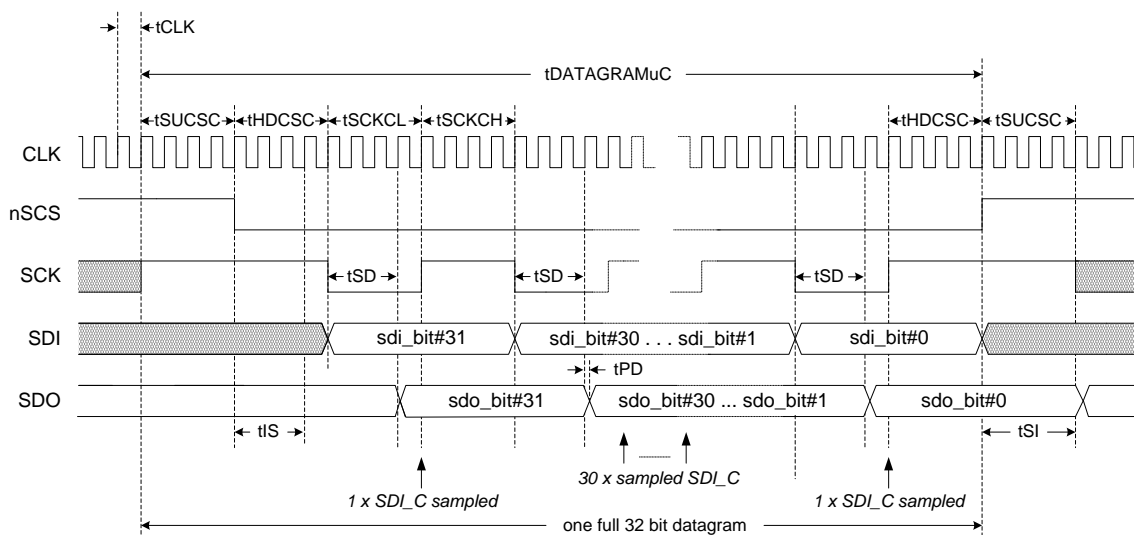 tCLK
tDATAGRAMuC
tSUCSC tHDCSC tSCKCL tSCKCH tHDCSC tSUCSC
CLK
nSCS
SCK tSD tSD tSD
SDI sdi_bit#31 sdi_bit#30 . . . sdi_bit#1 sdi_bit#0
tPD
SDO sdo_bit#31 sdo_bit#30 ... sdo_bit#1 sdo_bit#0
tIS tSI
30 x sampled SDI_C
1 x SDI_C sampled 1 x SDI_C sampled
one full 32 bit datagram